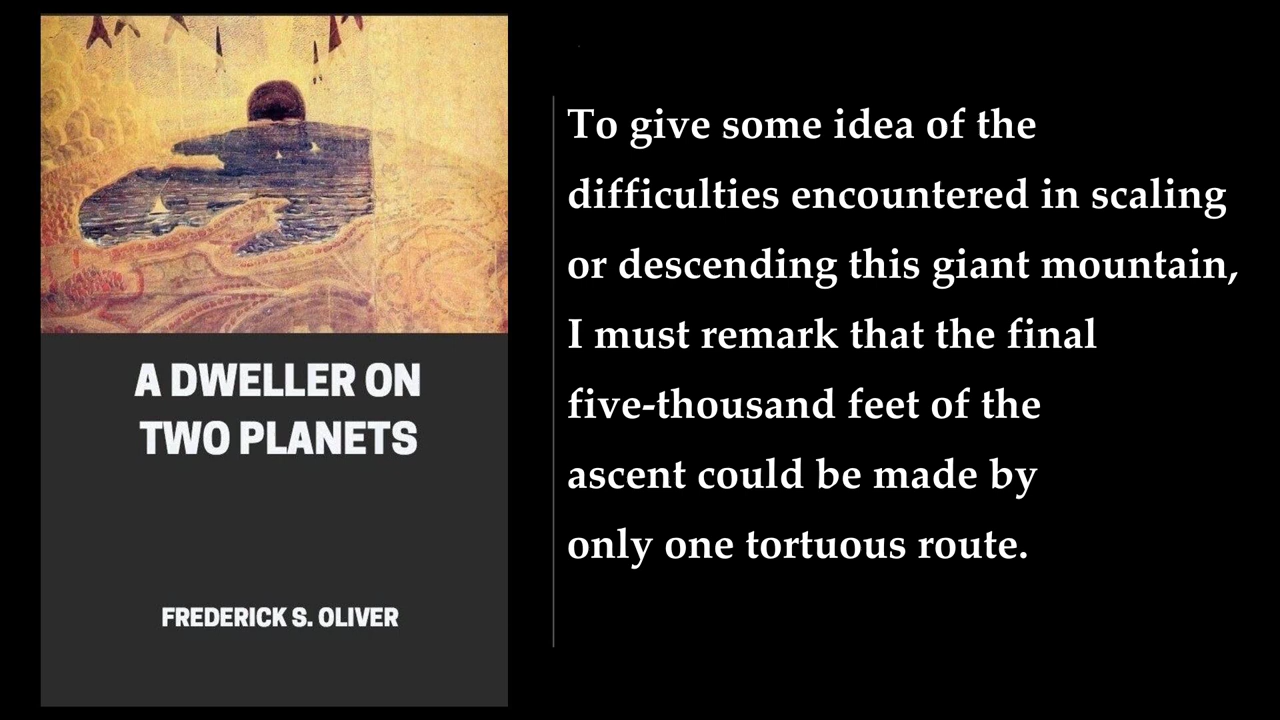 A DWELLER ON
TWO PLANETS
FREDERICK S. OLIVER
To give some idea of the
difficulties encountered in scaling
or descending this giant mountain,
I must remark that the final
five-thousand feet of the
ascent could be made by
only one tortuous route.